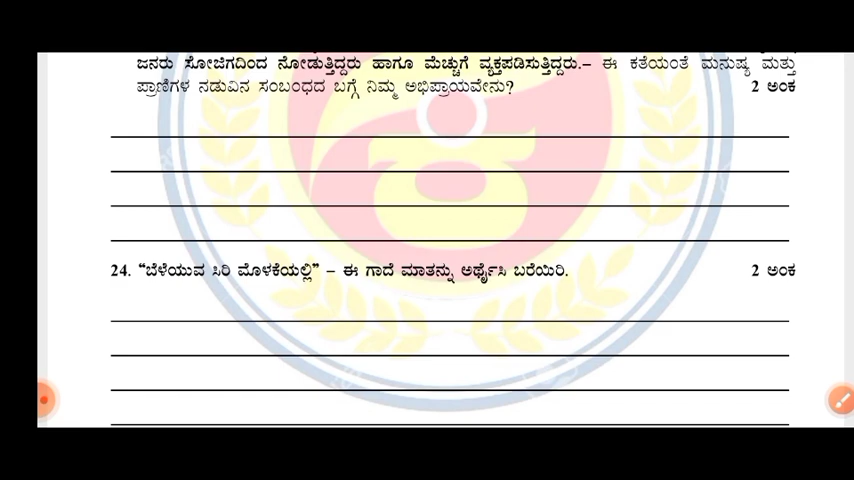 ಜನರು ಸೋಜಿಗದಿಂದ ನೋಡುತ್ತಿದ್ದರು ಹಾಗೂ ಮೆಚ್ಚುಗೆ ವ್ಯಕ್ತಪಡಿಸುತ್ತಿದ್ದರು.– ಈ ಕತೆಯಂತೆ ಮನುಷ್ಯ ಮತ್ತು
ಪ್ರಾಣಿಗಳ ನಡುವಿನ ಸಂಬಂಧದ ಬಗ್ಗೆ ನಿಮ್ಮ ಅಭಿಪ್ರಾಯವೇನು? 2 ಅಂಕ
24. “ಬೆಳೆಯುವ ಸಿರಿ ಮೊಳಕೆಯಲ್ಲಿ” – ಈ ಗಾದೆ ಮಾತನ್ನು ಅರ್ಥೈಸಿ ಬರೆಯಿರಿ. 2 ಅಂಕ